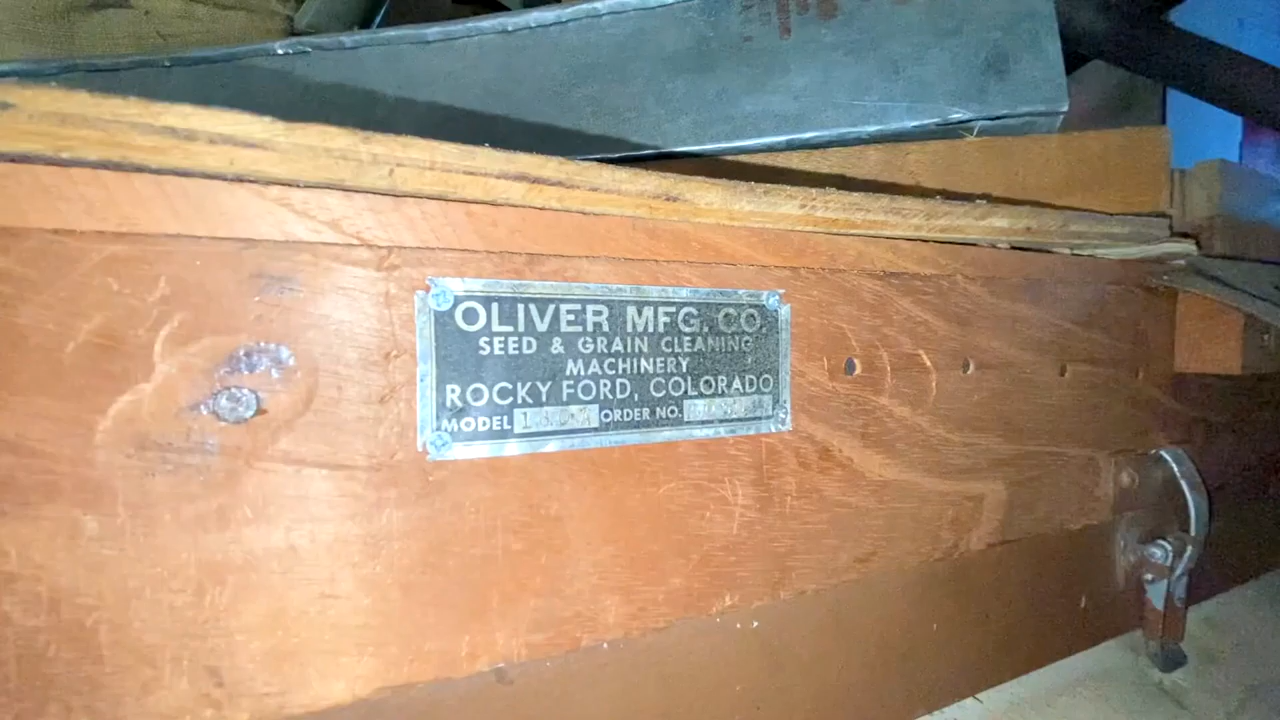 OLIVER MFG. CO.
SEED & GRAIN CLEANING
MACHINERY
ROCKY FORD, COLORADO
MODEL ORDER NO.